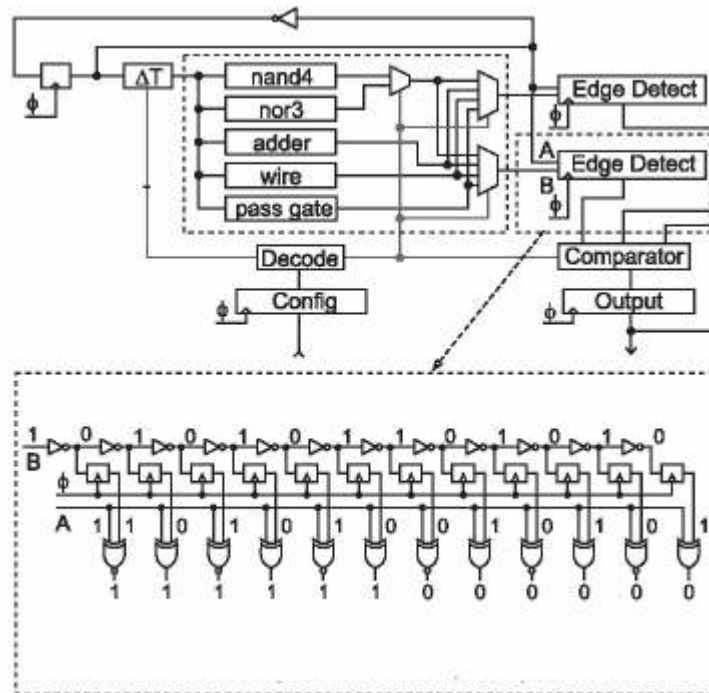 ΔT
nand4
nor3
adder
wire
pass gate
Edge Detect
Edge Detect
A
B
ϕ
ϕ
ϕ
Decode
Comparator
Config
Output
ϕ
ϕ
1 0 1 0 1 0 1 1 0 1 0 1 0
B
ϕ
A
1 1 0 1 0 1 0 0 1 0 1 0 1
1 1 1 1 1 1 0 0 0 0 0 0